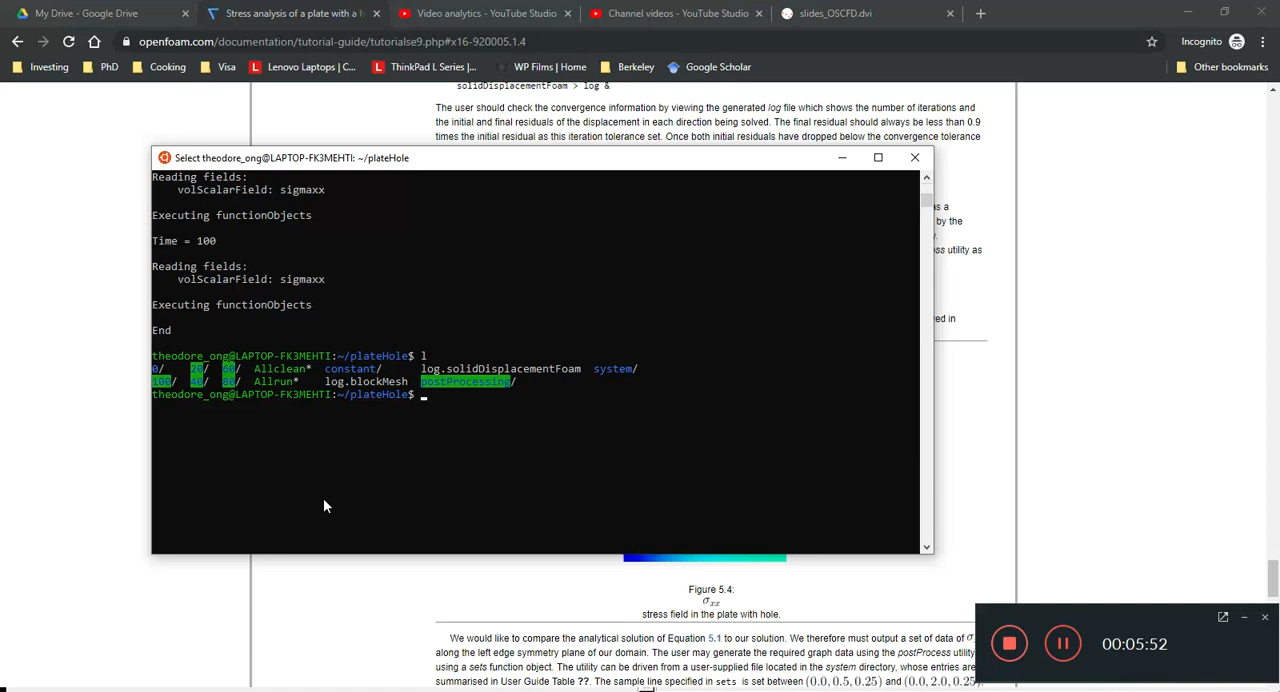 My Drive - Google Drive
Stress analysis of a plate with a h
Video analytics - YouTube Studio
Channel videos - YouTube Studio
slides_OSCFD.dvi
openfoam.com/documentation/tutorial-guide/tutorialse9.php#x16-920005.1.4
Incognito
Investing
PhD
Cooking
Visa
Lenovo Laptops | C...
ThinkPad L Series |...
WP Films | Home
Berkeley
Google Scholar
Other bookmarks
solidDisplacementFoam > log &
The user should check the convergence information by viewing the generated log file which shows the number of iterations and
the initial and final residuals of the displacement in each direction being solved. The final residual should always be less than 0.9
times the initial residual as this iteration tolerance set. Once both initial residuals have dropped below the convergence tolerance
Select theodore_ong@LAPTOP-FK3MEHTI: ~/plateHole
Reading fields:
volScalarField: sigmaxx
Executing functionObjects
Time = 100
Reading fields:
volScalarField: sigmaxx
Executing functionObjects
End
theodore_ong@LAPTOP-FK3MEHTI:~/plateHole$ l
0/ 20/ 60/ Allclean* constant/ log.solidDisplacementFoam system/
100/ 40/ 80/ Allrun* log.blockMesh postProcessing/
theodore_ong@LAPTOP-FK3MEHTI:~/plateHole$
as a
by the
ess utility as
ed in
Figure 5.4:
σxx
stress field in the plate with hole.
We would like to compare the analytical solution of Equation 5.1 to our solution. We therefore must output a set of data of σ
along the left edge symmetry plane of our domain. The user may generate the required graph data using the postProcess utility
using a sets function object. The utility can be driven from a user-supplied file located in the system directory, whose entries are
summarised in User Guide Table ??. The sample line specified in sets is set between (0.0, 0.5, 0.25) and (0.0, 2.0, 0.25),
00:05:52